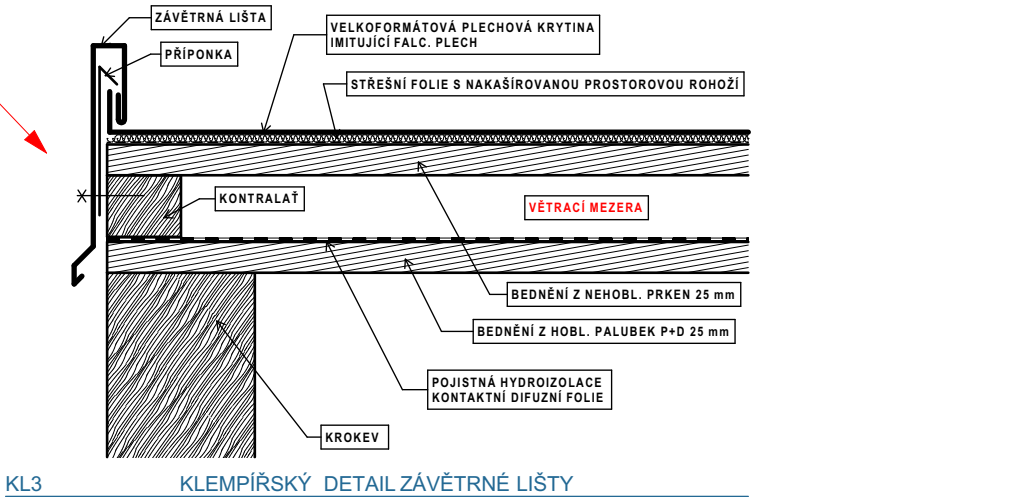 ZÁVĚTRNÁ LIŠTA
VELKOFORMÁTOVÁ PLECHOVÁ KRYTINA
IMITUJÍCÍ FALC. PLECH
PŘÍPONKA
STŘEŠNÍ FOLIE S NAKAŠÍROVANOU PROSTOROVOU ROHOŽÍ
KONTRALAŤ
VĚTRACÍ MEZERA
BEDNĚNÍ Z NEHOBL. PRKEN 25 mm
BEDNĚNÍ Z HOBL. PALUBEK P+D 25 mm
POJISTNÁ HYDROIZOLACE
KONTAKTNÍ DIFUZNÍ FOLIE
KROKEV
KL3 KLEMPÍŘSKÝ DETAIL ZÁVĚTRNÉ LIŠTY